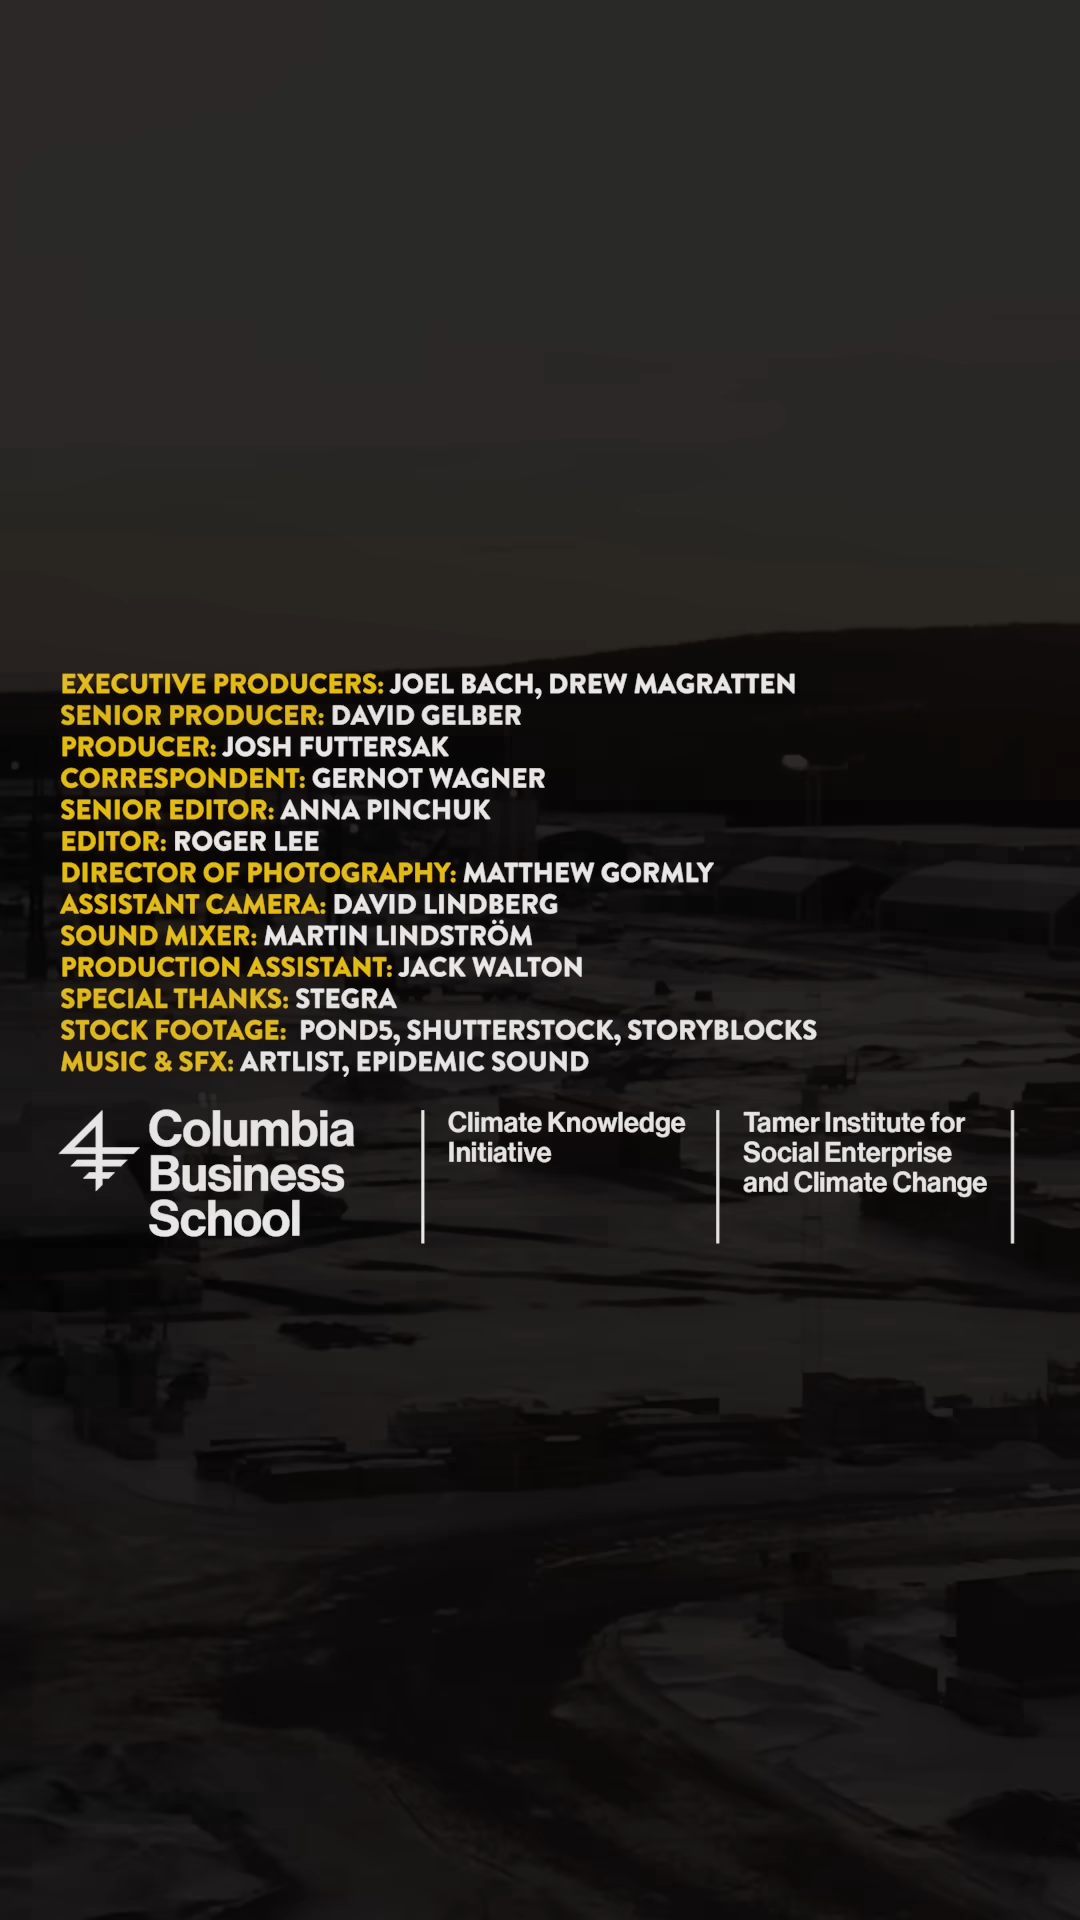 EXECUTIVE PRODUCERS: JOEL BACH, DREW MAGRATTEN
SENIOR PRODUCER: DAVID GELBER
PRODUCER: JOSH FUTTERSAK
CORRESPONDENT: GERNOT WAGNER
SENIOR EDITOR: ANNA PINCHUK
EDITOR: ROGER LEE
DIRECTOR OF PHOTOGRAPHY: MATTHEW GORMLY
ASSISTANT CAMERA: DAVID LINDBERG
SOUND MIXER: MARTIN LINDSTRÖM
PRODUCTION ASSISTANT: JACK WALTON
SPECIAL THANKS: STEGRA
STOCK FOOTAGE: POND5, SHUTTERSTOCK, STORYBLOCKS
MUSIC & SFX: ARTLIST, EPIDEMIC SOUND
Columbia
Business
School
Climate Knowledge
Initiative
Tamer Institute for
Social Enterprise
and Climate Change